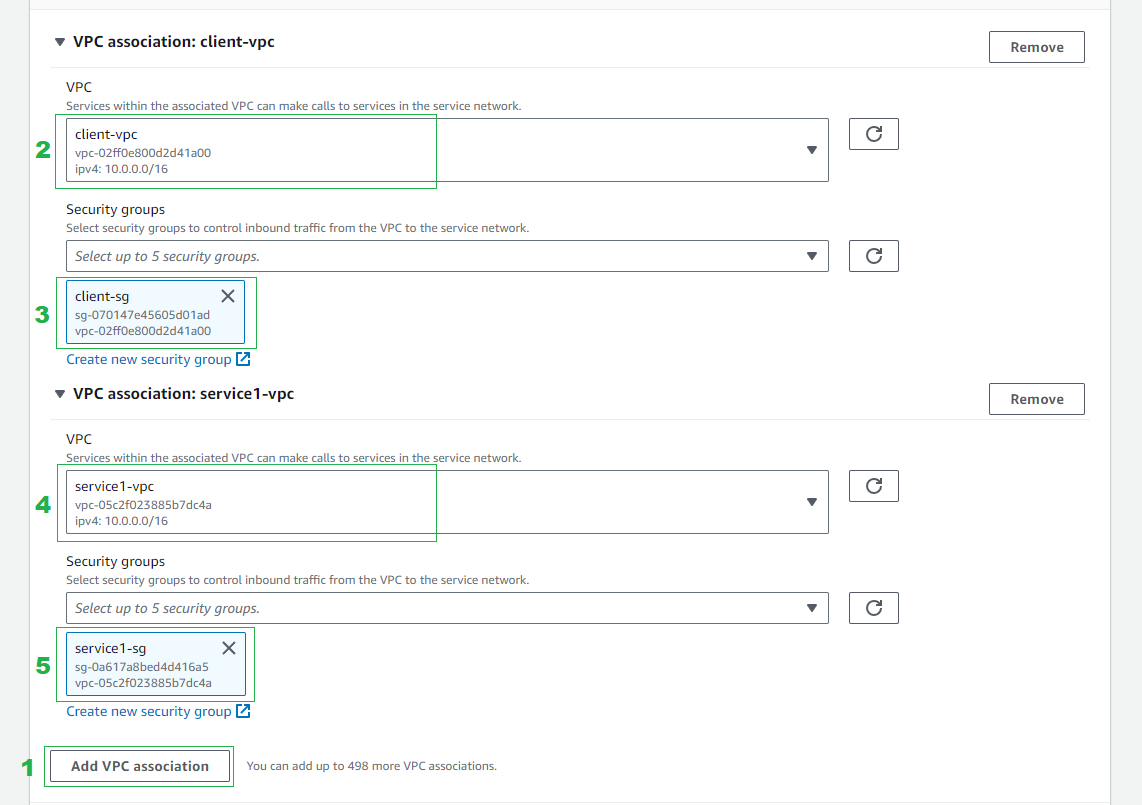 VPC association: client-vpc
Remove
VPC
Services within the associated VPC can make calls to services in the service network.
2
client-vpc
vpc-02ff0e800d2d41a00
ipv4: 10.0.0.0/16
Security groups
Select security groups to control inbound traffic from the VPC to the service network.
Select up to 5 security groups.
3
client-sg
sg-070147e45605d01ad
vpc-02ff0e800d2d41a00
Create new security group
VPC association: service1-vpc
Remove
VPC
Services within the associated VPC can make calls to services in the service network.
4
service1-vpc
vpc-05c2f023885b7dc4a
ipv4: 10.0.0.0/16
Security groups
Select security groups to control inbound traffic from the VPC to the service network.
Select up to 5 security groups.
5
service1-sg
sg-0a617a8bed4d416a5
vpc-05c2f023885b7dc4a
Create new security group
1
Add VPC association
You can add up to 498 more VPC associations.